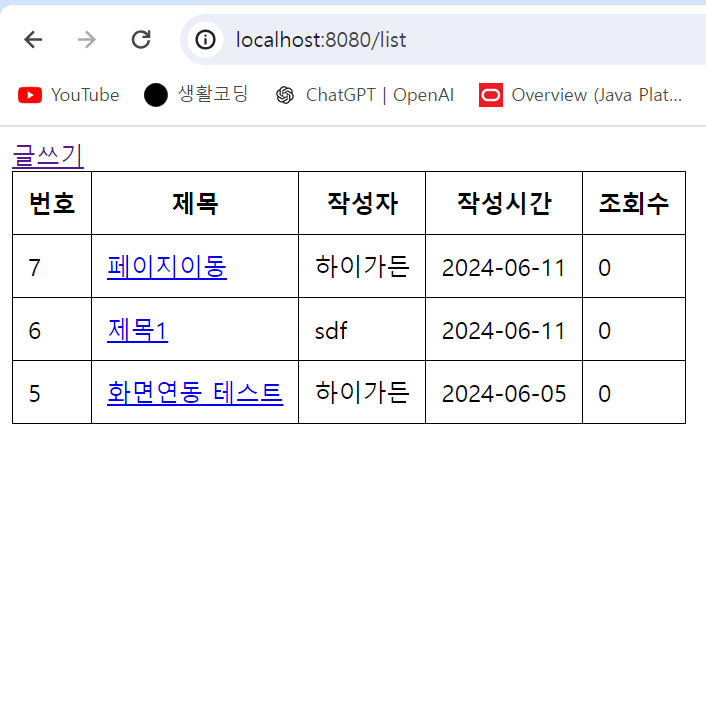 localhost:8080/list
YouTube 생활코딩 ChatGPT | OpenAI Overview (Java Plat...
글쓰기
번호 제목 작성자 작성시간 조회수
7 페이지이동 하이가든 2024-06-11 0
6 제목1 sdf 2024-06-11 0
5 화면연동 테스트 하이가든 2024-06-05 0